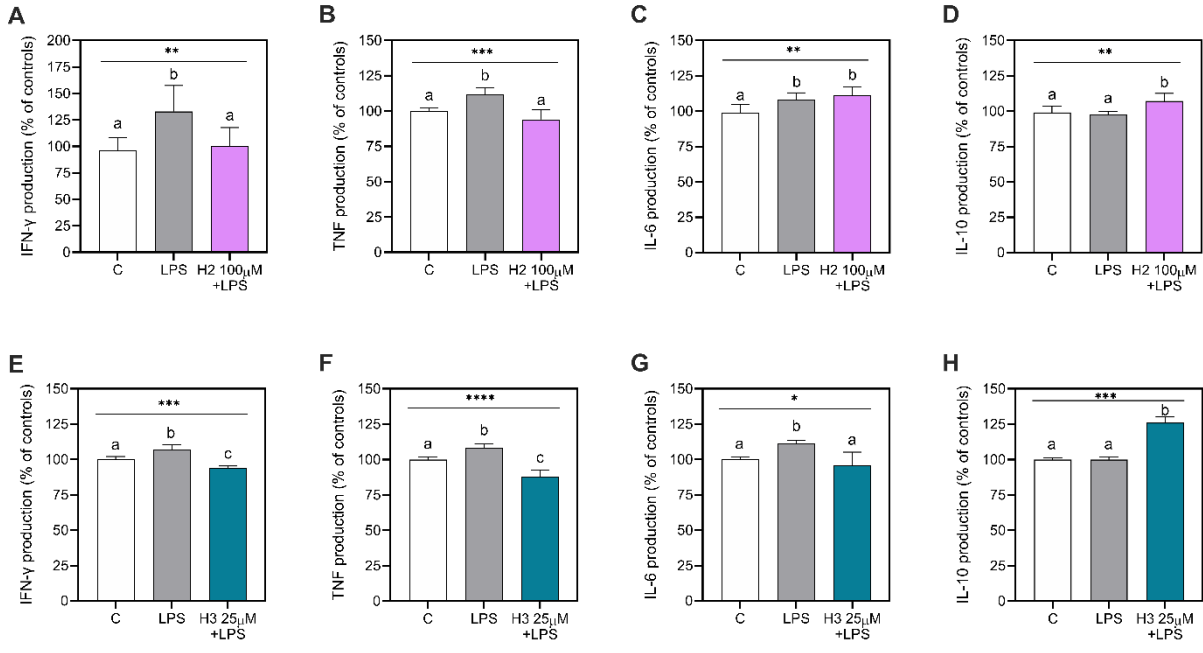 A
IFN-γ production (% of controls)
200
175
150
125
100
75
50
25
0
**
a
b
a
C
LPS
H2 100μM
+LPS
B
TNF production (% of controls)
150
125
100
75
50
25
0
***
a
b
a
C
LPS
H2 100μM
+LPS
C
IL-6 production (% of controls)
150
125
100
75
50
25
0
**
a
b
b
C
LPS
H2 100μM
+LPS
D
IL-10 production (% of controls)
150
125
100
75
50
25
0
**
a
a
b
C
LPS
H2 100μM
+LPS
E
IFN-γ production (% of controls)
150
125
100
75
50
25
0
***
a
b
c
C
LPS
H3 25μM
+LPS
F
TNF production (% of controls)
150
125
100
75
50
25
0
****
a
b
c
C
LPS
H3 25μM
+LPS
G
IL-6 production (% of controls)
150
125
100
75
50
25
0
*
a
b
a
C
LPS
H3 25μM
+LPS
H
IL-10 production (% of controls)
150
125
100
75
50
25
0
***
a
a
b
C
LPS
H3 25μM
+LPS